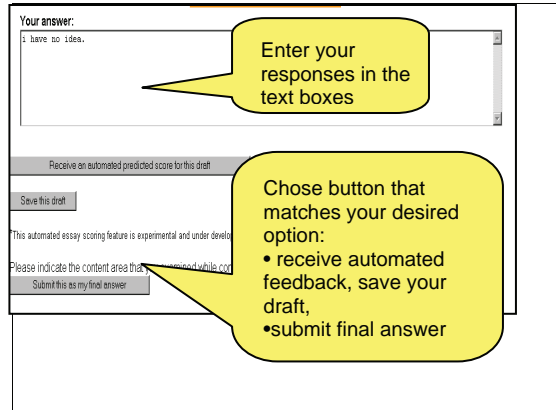 Your answer:
i have no idea.
Enter your
responses in the
text boxes
Receive an automated predicted score for this draft
Save this draft
*This automated essay scoring feature is experimental and under
Please indicate the content area that
Submit this as my final answer
Chose button that
matches your desired
option:
• receive automated
feedback, save your
draft,
•submit final answer